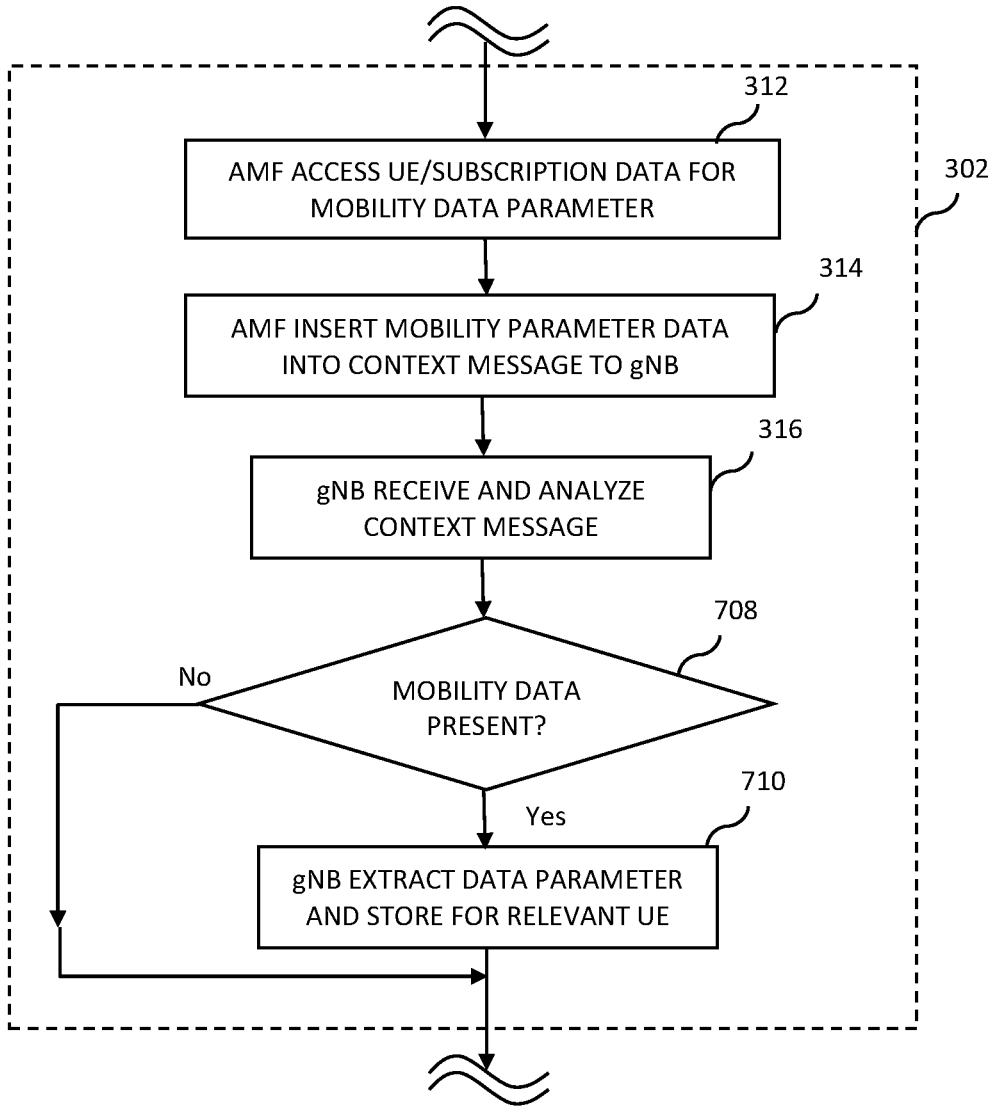 312
AMF ACCESS UE/SUBSCRIPTION DATA FOR
MOBILITY DATA PARAMETER
302
314
AMF INSERT MOBILITY PARAMETER DATA
INTO CONTEXT MESSAGE TO gNB
316
gNB RECEIVE AND ANALYZE
CONTEXT MESSAGE
708
No
MOBILITY DATA
PRESENT?
710
Yes
gNB EXTRACT DATA PARAMETER
AND STORE FOR RELEVANT UE